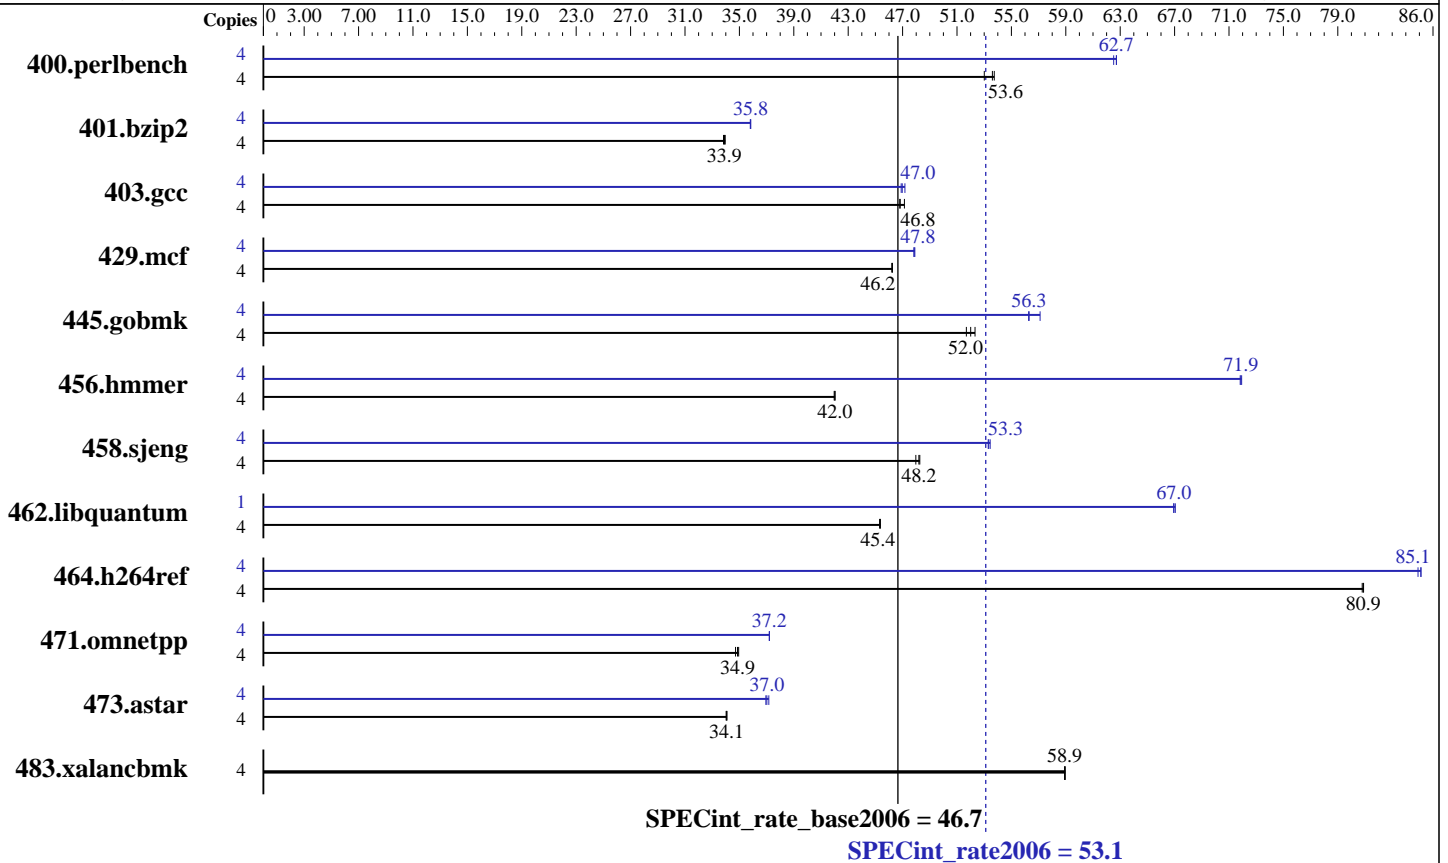 Copies 0 3.00 7.00 11.0 15.0 19.0 23.0 27.0 31.0 35.0 39.0 43.0 47.0 51.0 55.0 59.0 63.0 67.0 71.0 75.0 79.0 86.0
400.perlbench 4 62.7
4 53.6
401.bzip2 4 35.8
4 33.9
403.gcc 4 47.0
4 46.8
429.mcf 4 47.8
4 46.2
445.gobmk 4 56.3
4 52.0
456.hmmer 4 71.9
4 42.0
458.sjeng 4 53.3
4 48.2
462.libquantum 1 67.0
4 45.4
464.h264ref 4 85.1
4 80.9
471.omnetpp 4 37.2
4 34.9
473.astar 4 37.0
4 34.1
483.xalancbmk 4 58.9
SPECint_rate_base2006 = 46.7
SPECint_rate2006 = 53.1